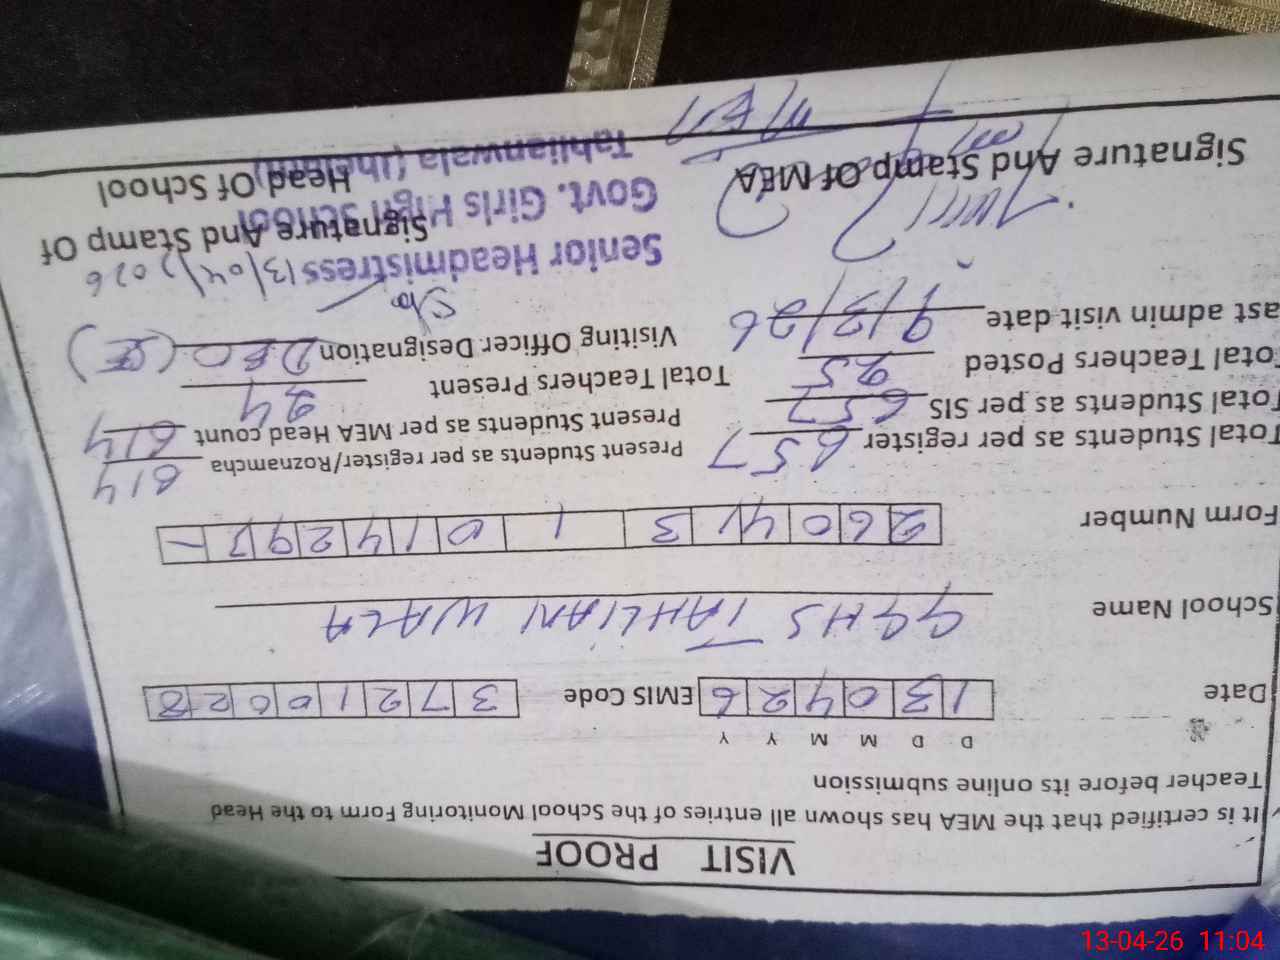 VISIT PROOF
It is certified that the MEA has shown all entries of the School Monitoring Form to the Head
Teacher before its online submission
D D M M Y Y
Date 1 3 0 4 2 6 EMIS Code 3 7 2 1 0 0 2 8
School Name GGHS TAHLIAN WALA
Form Number 2 6 0 4 1 3 1 0 1 4 2 9 7 -
Total Students as per register 657 Present Student as per register/Roznamcha 614
Total Students as per SIS 657 Present Students as per MEA Head count 614
Total Teachers Posted 25 Total Teachers Present 24
ast admin visit date 9/3/26 Visiting Officer Designation DEO (SE)
Senior Headmistress 13/04/2026
Signature And Stamp Of MEA Signature And Stamp Of
Head Of School
Govt. Girls High School
Tahlianwala (Jhelum)
MEA
13-04-26 11:04